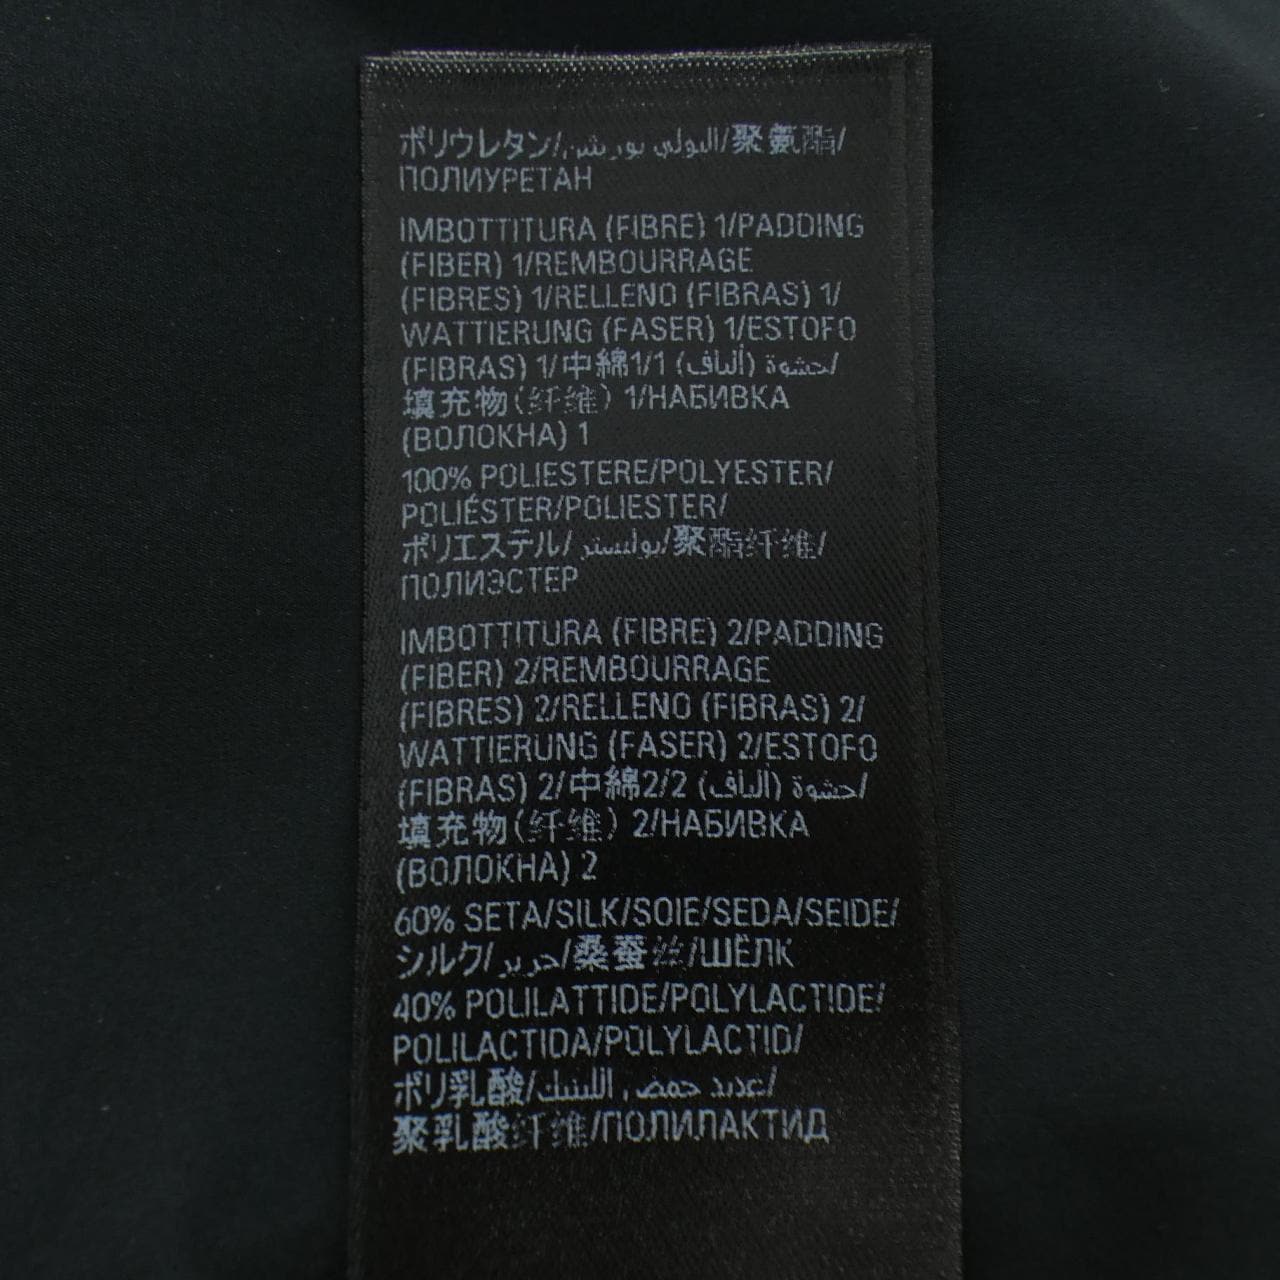 ポリウレタン/البولي يوريثين/聚氨酯/
ПОЛИУРЕТАН
IMBOTTITURA (FIBRE) 1/PADDING
(FIBER) 1/REMBOURRAGE
(FIBRES) 1/RELLENO (FIBRAS) 1/
WATTIERUNG (FASER) 1/ESTOFO
(FIBRAS) 1/中綿1/1 (ألياف) حشوة/
填充物(纤维) 1/НАБИВКА
(ВОЛОКНА) 1
100% POLIESTERE/POLYESTER/
POLIÉSTER/POLIESTER/
ポリエステル/بوليستر/聚酯纤维/
ПОЛИЭСТЕР
IMBOTTITURA (FIBRE) 2/PADDING
(FIBER) 2/REMBOURRAGE
(FIBRES) 2/RELLENO (FIBRAS) 2/
WATTIERUNG (FASER) 2/ESTOFO
(FIBRAS) 2/中綿2/2 (ألياف) حشوة/
填充物(纤维) 2/НАБИВКА
(ВОЛОКНА) 2
60% SETA/SILK/SOIE/SEDA/SEIDE/
シルク/حرير/桑蚕丝/ШЁЛК
40% POLILATTIDE/POLYLACTIDE/
POLILACTIDA/POLYLACTID/
ポリ乳酸/عديد حمض اللبنيك/
聚乳酸纤维/ПОЛИЛАКТИД